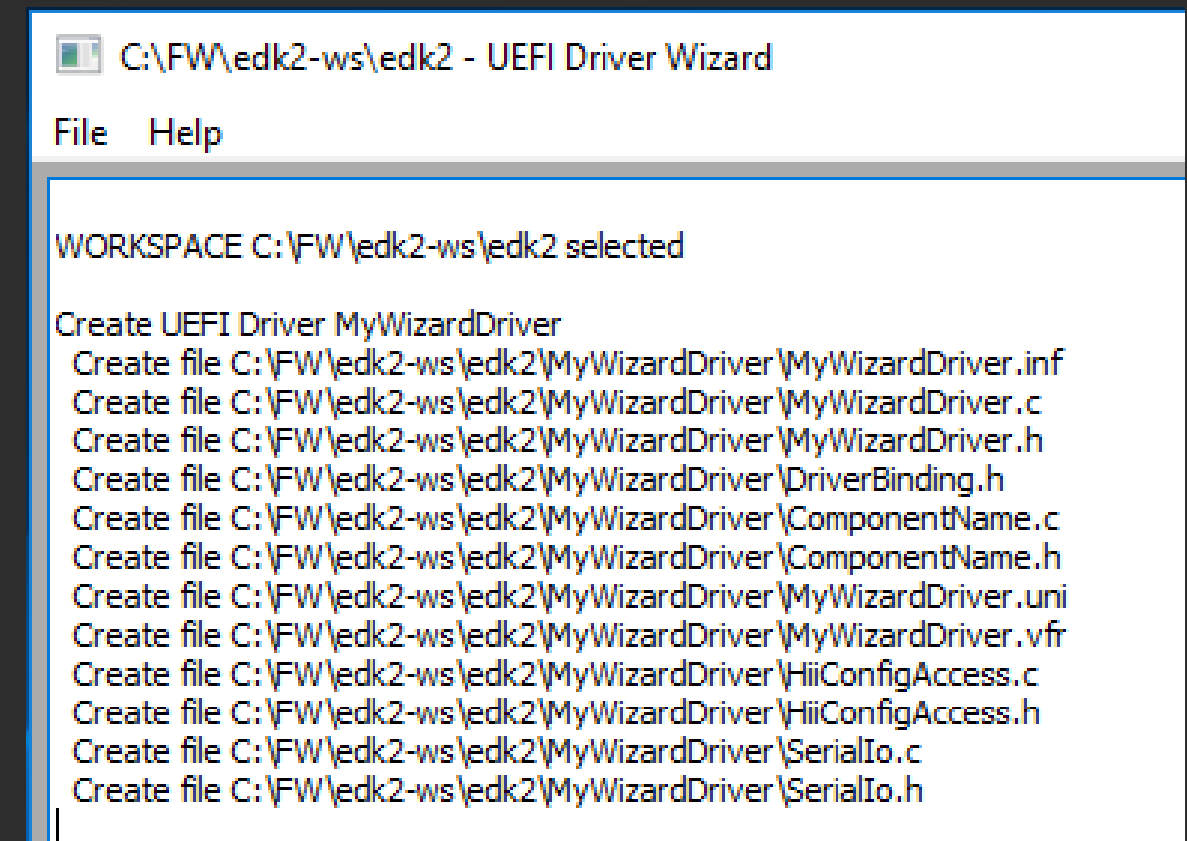 C:\FW\edk2-ws\edk2 - UEFI Driver Wizard
File Help
WORKSPACE C:\FW\edk2-ws\edk2 selected
Create UEFI Driver MyWizardDriver
Create file C:\FW\edk2-ws\edk2\MyWizardDriver\MyWizardDriver.inf
Create file C:\FW\edk2-ws\edk2\MyWizardDriver\MyWizardDriver.c
Create file C:\FW\edk2-ws\edk2\MyWizardDriver\MyWizardDriver.h
Create file C:\FW\edk2-ws\edk2\MyWizardDriver\DriverBinding.h
Create file C:\FW\edk2-ws\edk2\MyWizardDriver\ComponentName.c
Create file C:\FW\edk2-ws\edk2\MyWizardDriver\ComponentName.h
Create file C:\FW\edk2-ws\edk2\MyWizardDriver\MyWizardDriver.uni
Create file C:\FW\edk2-ws\edk2\MyWizardDriver\MyWizardDriver.vfr
Create file C:\FW\edk2-ws\edk2\MyWizardDriver\HiiConfigAccess.c
Create file C:\FW\edk2-ws\edk2\MyWizardDriver\HiiConfigAccess.h
Create file C:\FW\edk2-ws\edk2\MyWizardDriver\SerialIo.c
Create file C:\FW\edk2-ws\edk2\MyWizardDriver\SerialIo.h